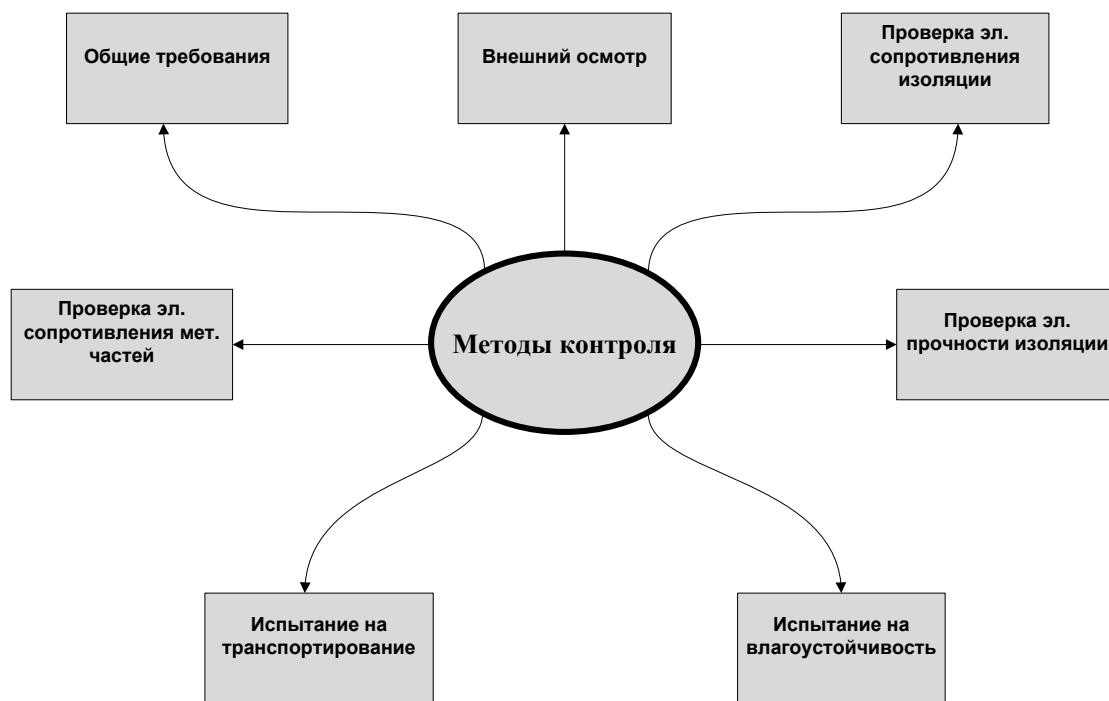 Общие требования
Внешний осмотр
Проверка эл.
сопротивления
изоляции
Проверка эл.
сопротивления мет.
частей
Методы контроля
Проверка эл.
прочности изоляции
Испытание на
транспортирование
Испытание на
влагоустойчивость